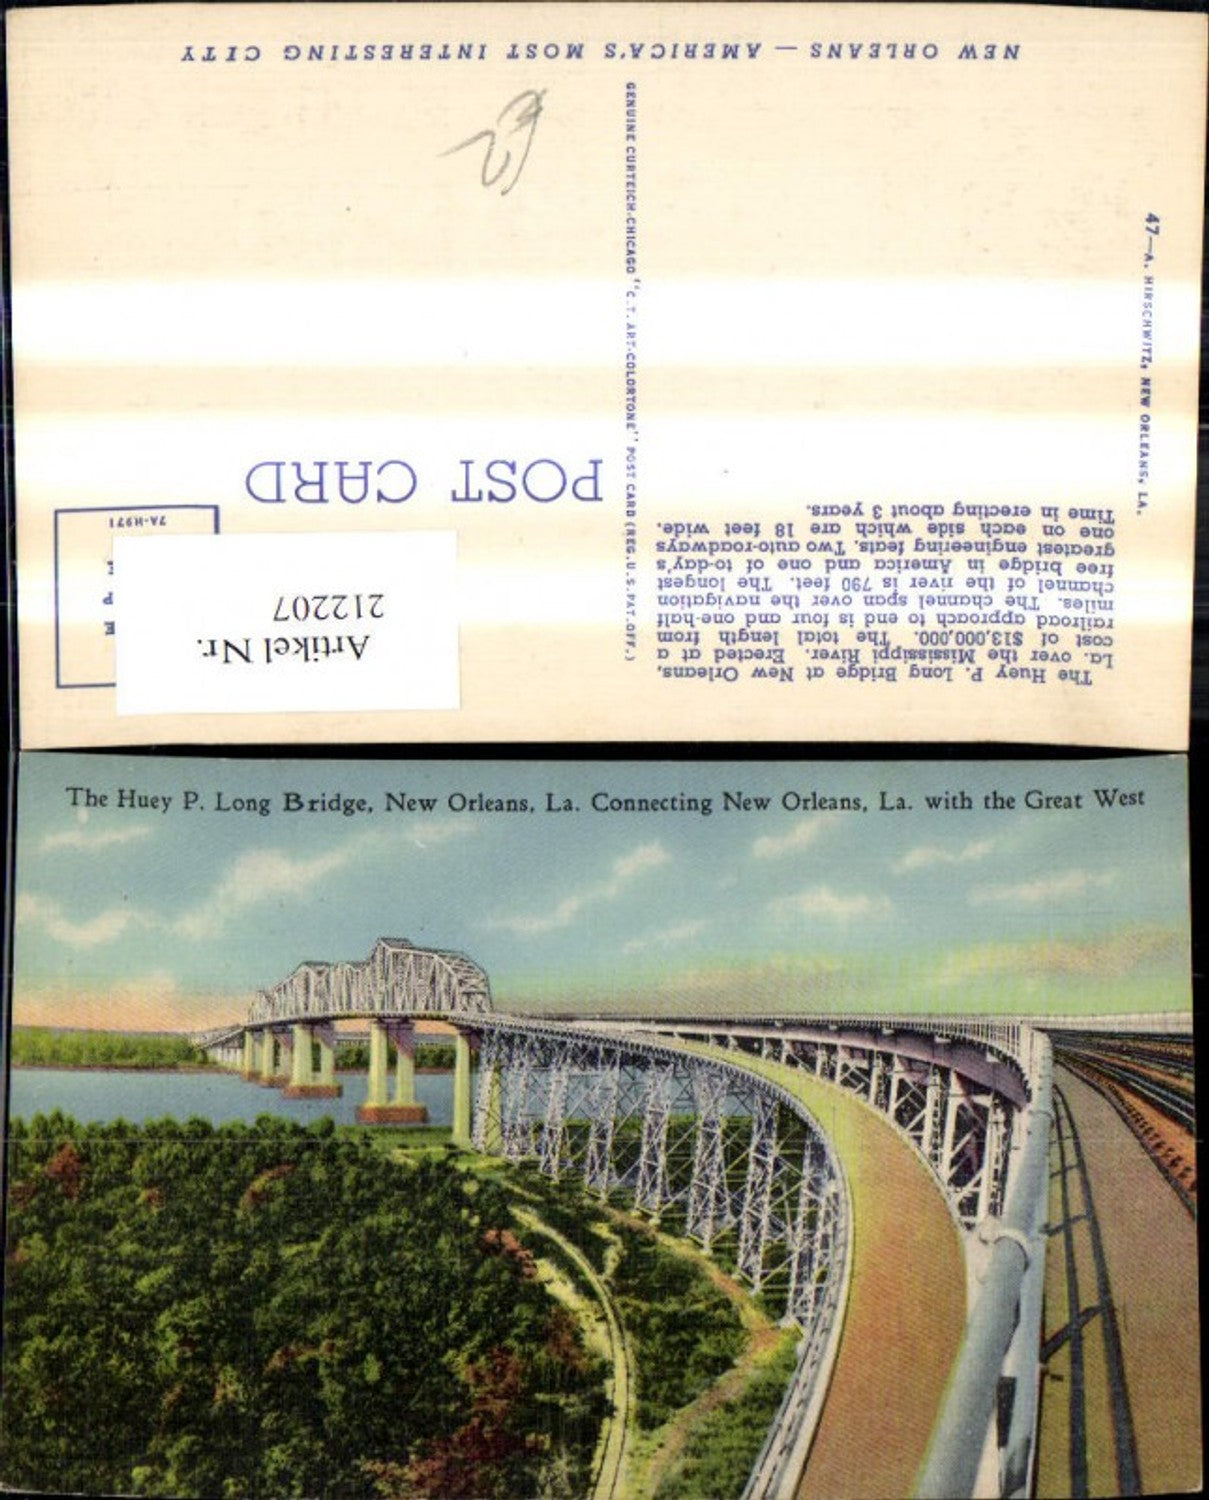 The Huey P. Long Bridge at New Orleans,
La. over the Mississippi River. Erected at a
cost of $13,000,000. The total length from
railroad approach to end is four and one-half
miles. The channel span over the navigation
channel of the river is 790 feet. The longest
free bridge in America and one of to-day's
greatest engineering feats. Two auto-roadways
one on each side which are 18 feet wide.
Time in erecting about 3 years.
47—A. HIRSCHWITZ, NEW ORLEANS, LA.
GENUINE CURTEICH-CHICAGO "C. T. ART-COLORTONE" POST CARD (REG. U. S. PAT. OFF.)
POST CARD
Artikel Nr.
212207
7A-H971
NEW ORLEANS — AMERICA'S MOST INTERESTING CITY
The Huey P. Long Bridge, New Orleans, La. Connecting New Orleans, La. with the Great West